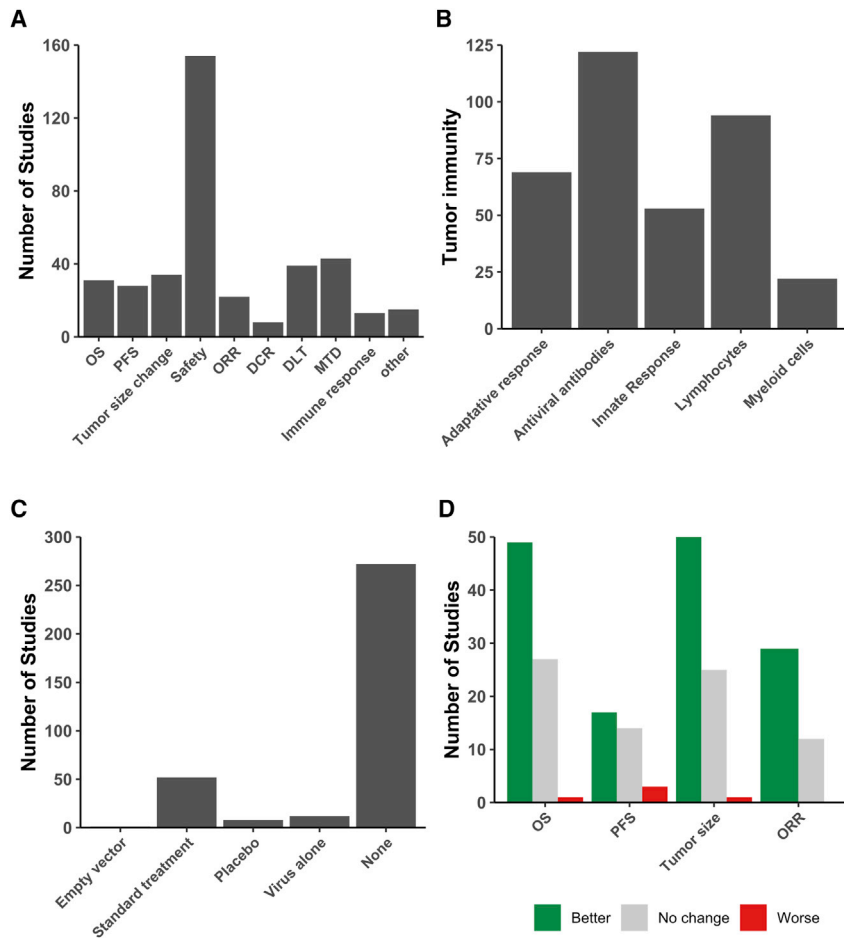 A
Number of Studies
160
120
80
40
0
OS
PFS
Tumor size change
Safety
ORR
DCR
DLT
MTD
Immune response
other
B
Tumor immunity
125
100
75
50
25
0
Adaptative response
Antiviral antibodies
Innate Response
Lymphocytes
Myeloid cells
C
Number of Studies
300
250
200
150
100
50
0
Empty vector
Standard treatment
Placebo
Virus alone
None
D
Number of Studies
50
40
30
20
10
0
OS
PFS
Tumor size
ORR
Better No change Worse